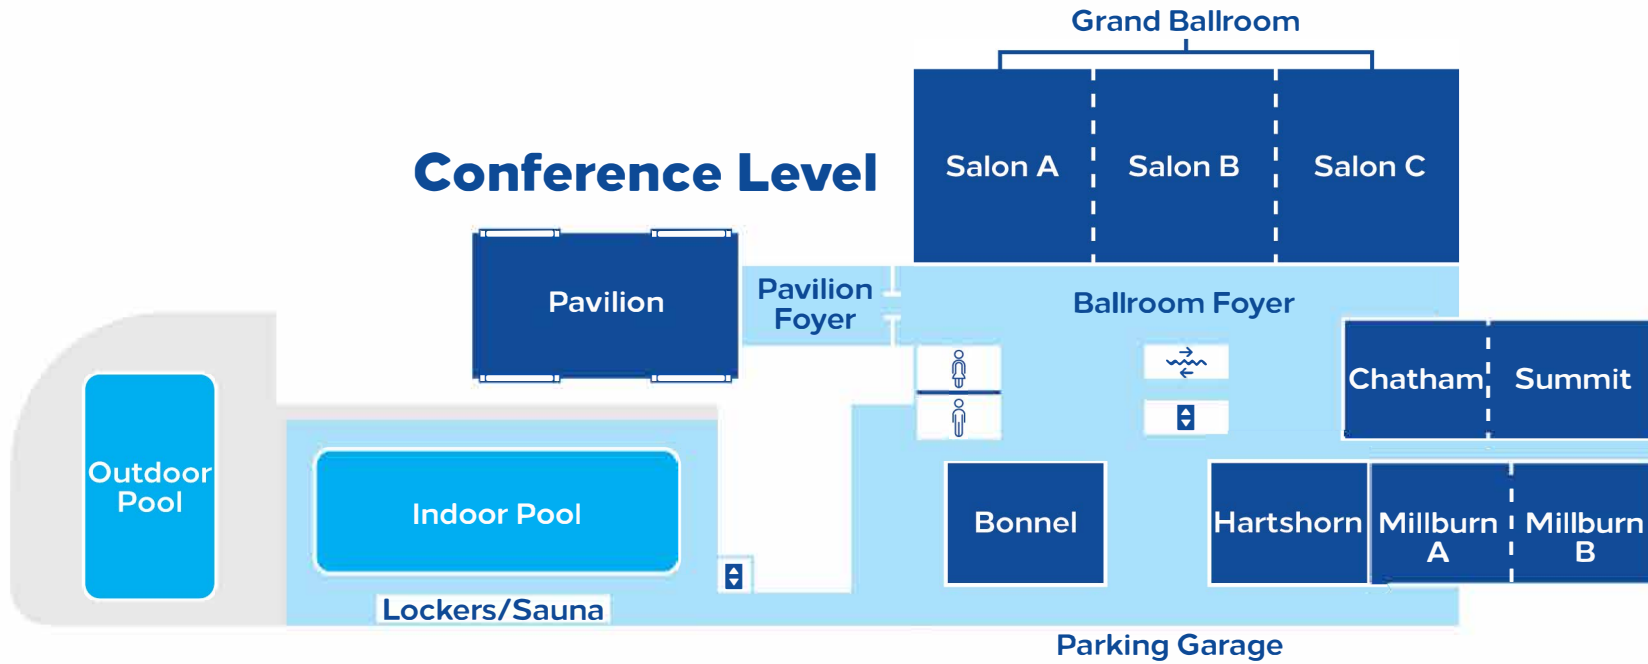 Grand Ballroom
Conference Level
Salon A
Salon B
Salon C
Pavilion
Pavilion
Foyer
Ballroom Foyer
Chatham
Summit
Outdoor
Pool
Indoor Pool
Bonnel
Hartshorn
Millburn
A
Millburn
B
Lockers/Sauna
Parking Garage